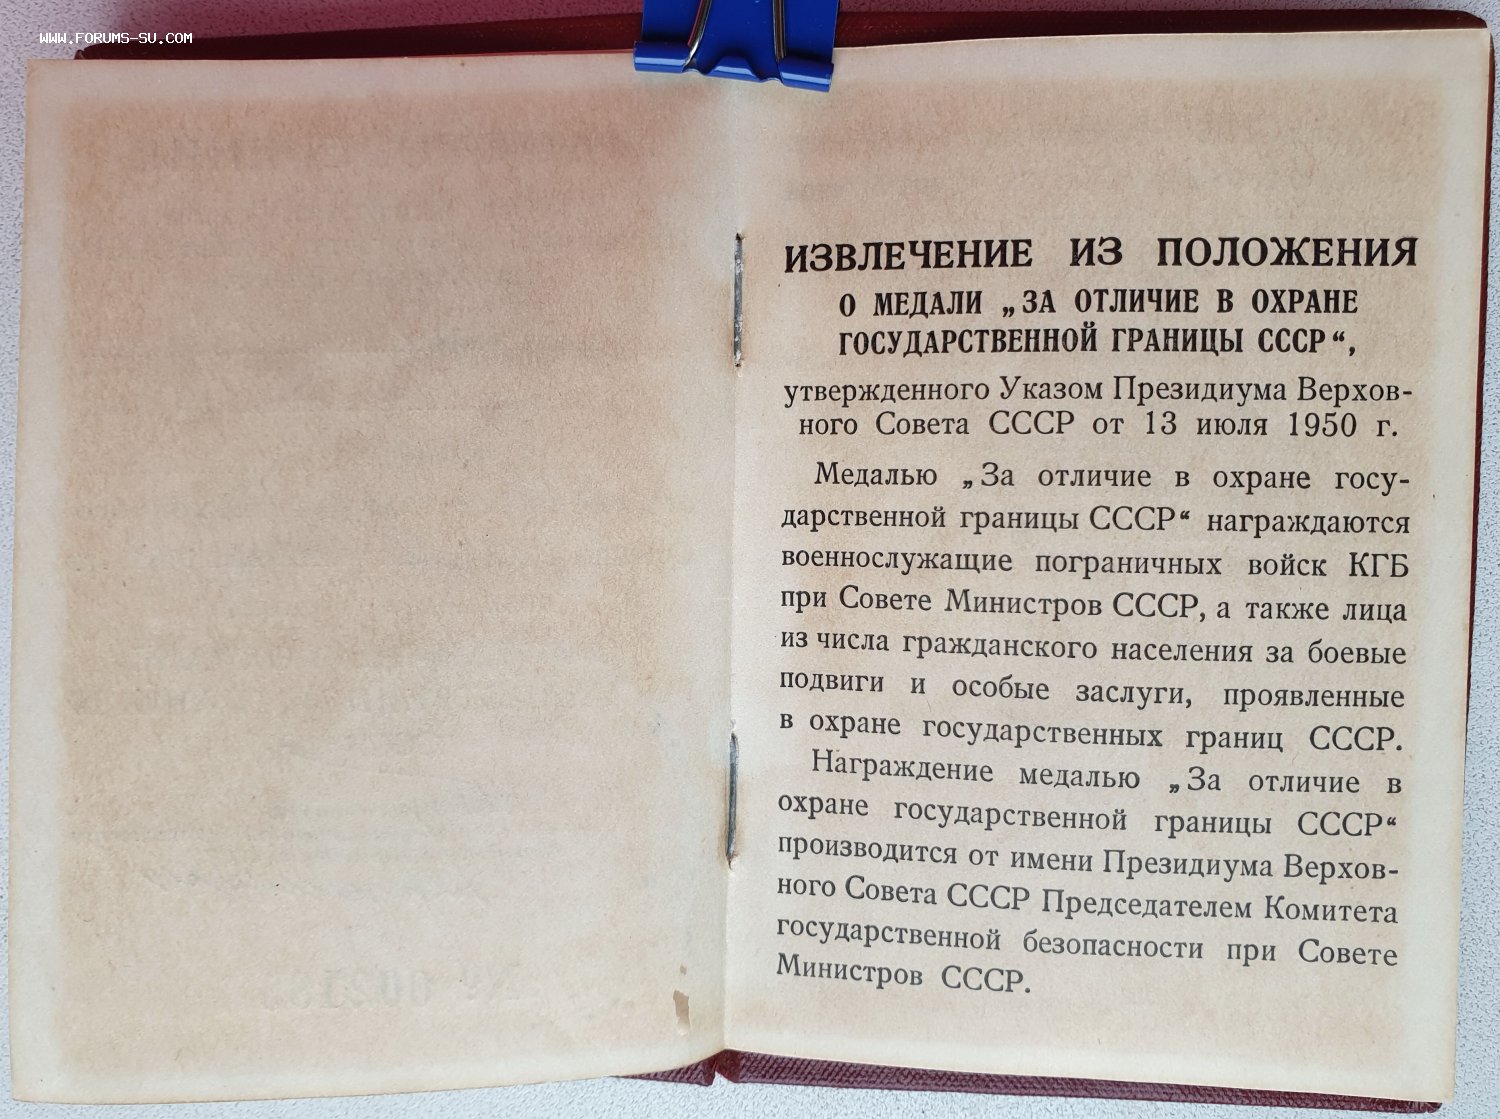 WWW.FORUMS-SU.COM
ИЗВЛЕЧЕНИЕ ИЗ ПОЛОЖЕНИЯ
О МЕДАЛИ „ЗА ОТЛИЧИЕ В ОХРАНЕ
ГОСУДАРСТВЕННОЙ ГРАНИЦЫ СССР“,
утвержденного Указом Президиума Верхов-
ного Совета СССР от 13 июля 1950 г.
Медалью „За отличие в охране госу-
дарственной границы СССР“ награждаются
военнослужащие пограничных войск КГБ
при Совете Министров СССР, а также лица
из числа гражданского населения за боевые
подвиги и особые заслуги, проявленные
в охране государственных границ СССР.
Награждение медалью „За отличие в
охране государственной границы СССР“
производится от имени Президиума Верхов-
ного Совета СССР Председателем Комитета
государственной безопасности при Совете
Министров СССР.